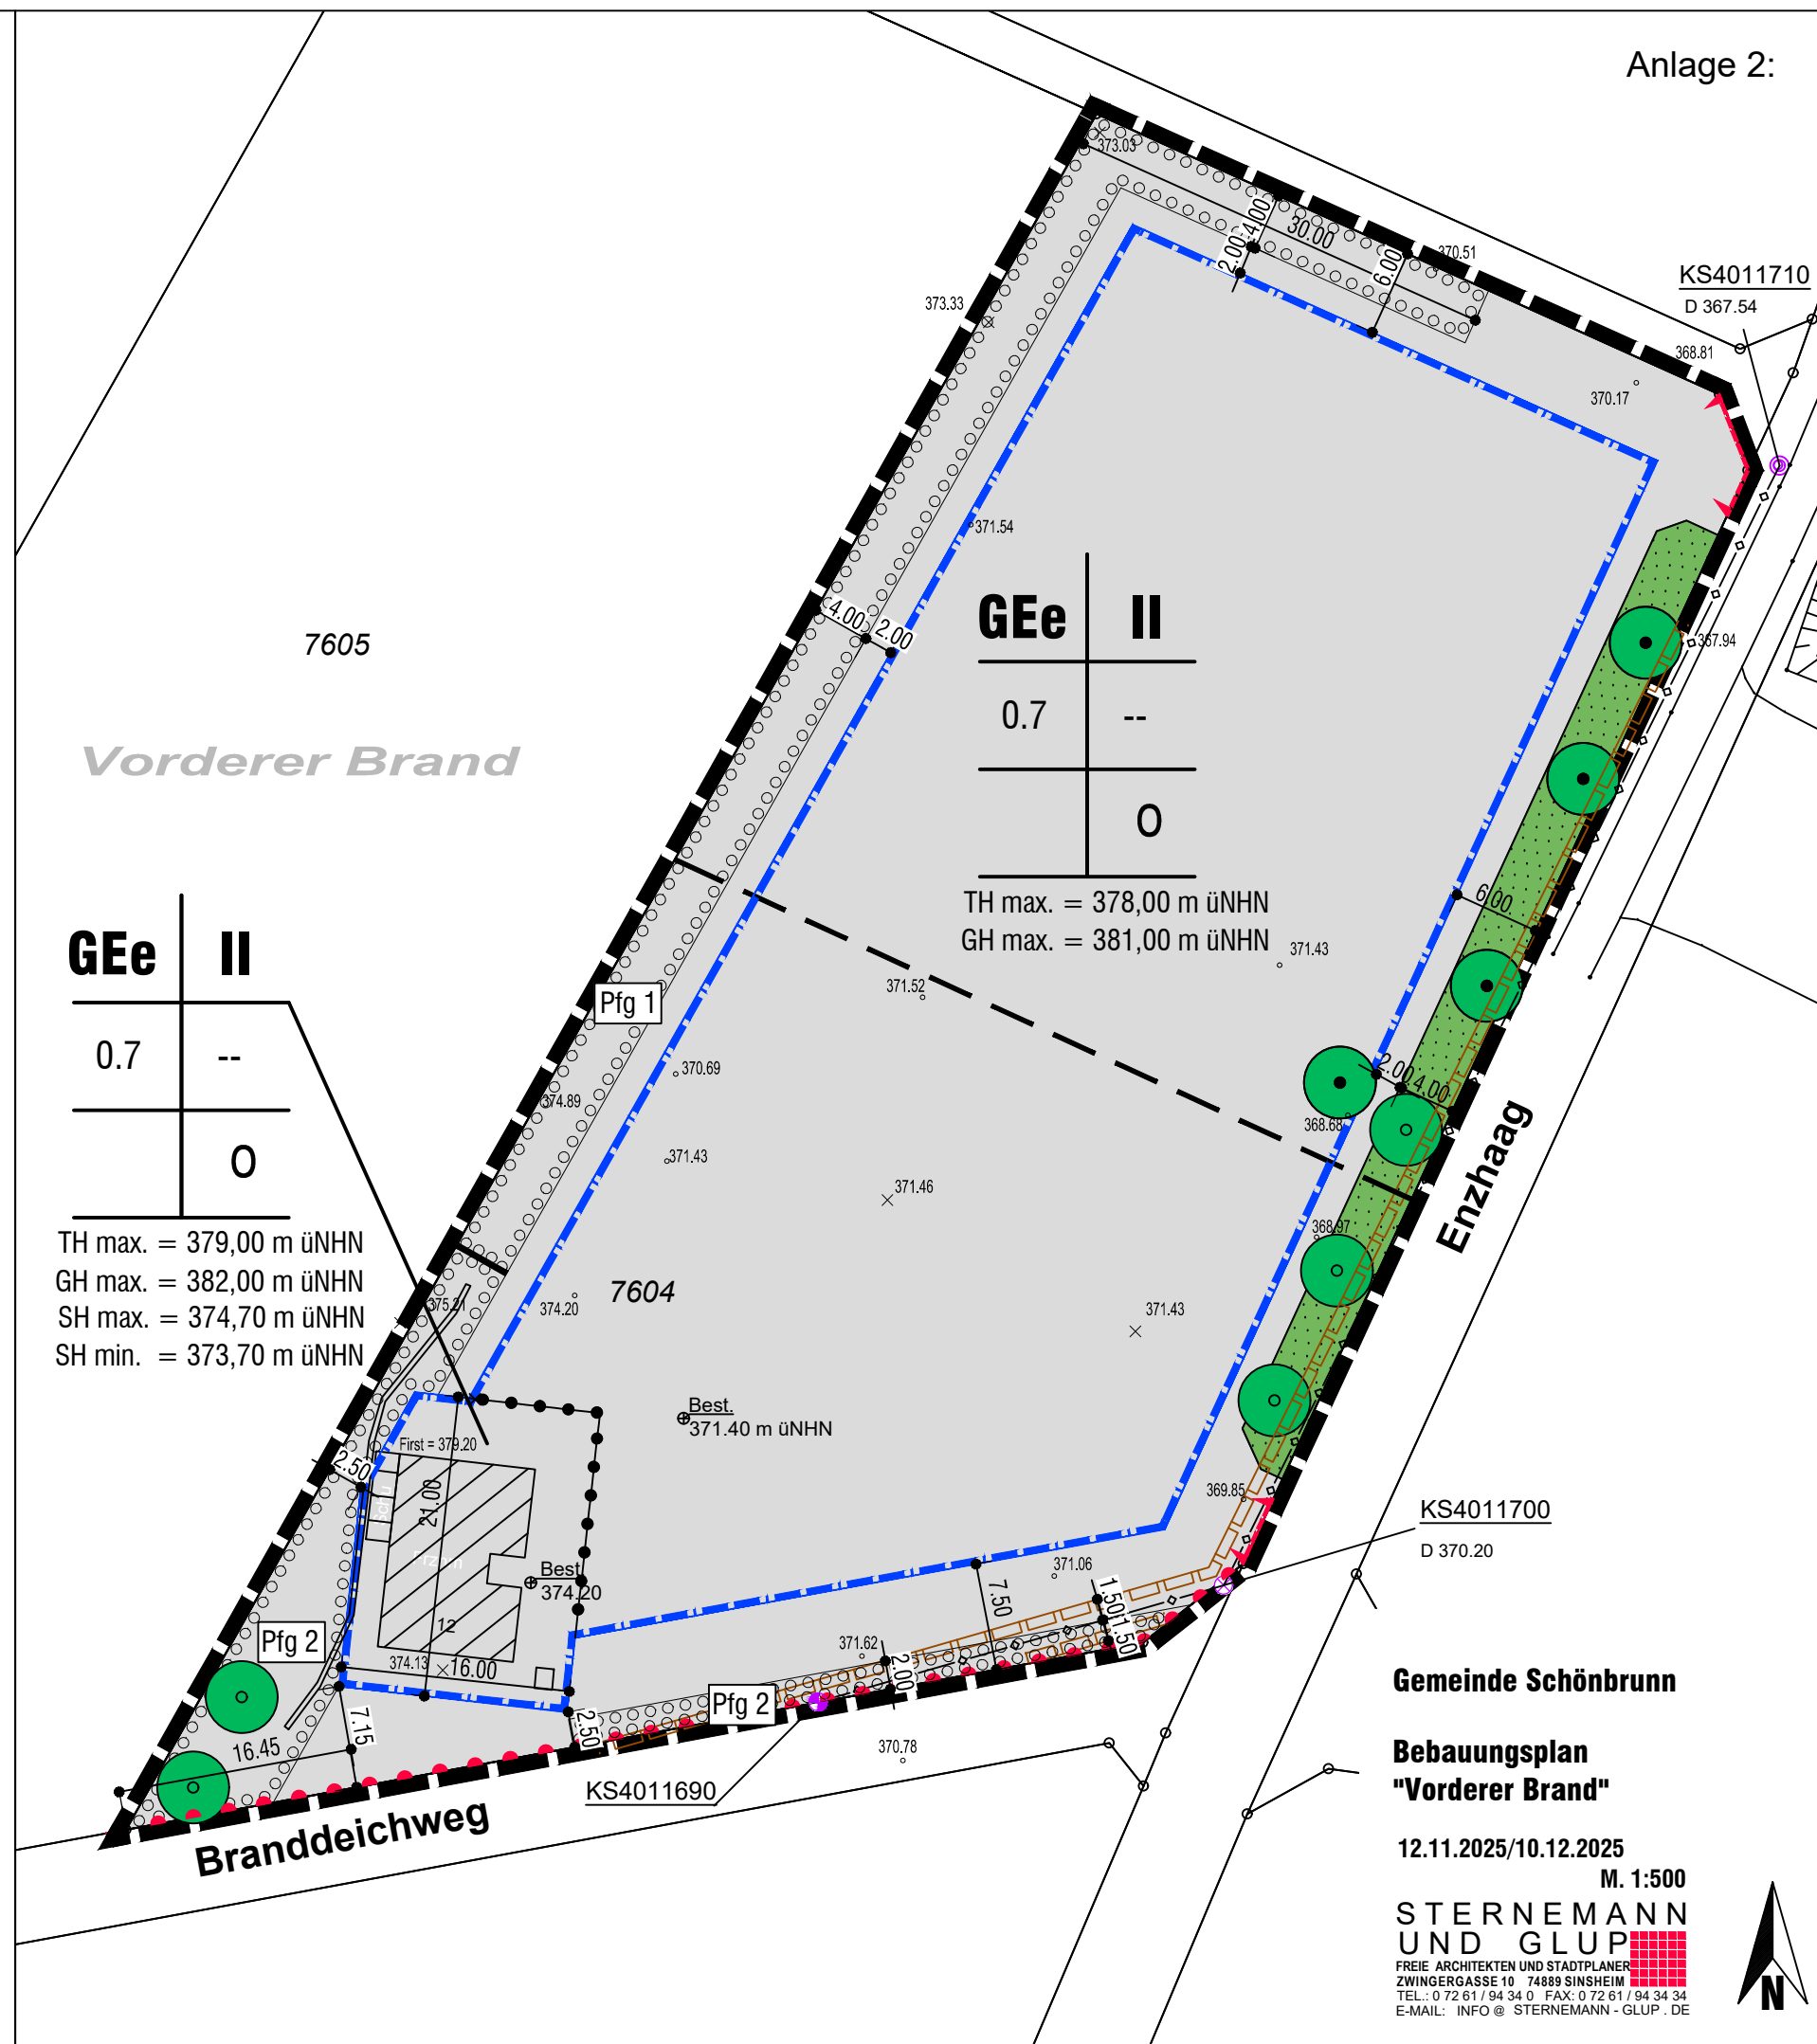 Anlage 2:
373.03
4.00
30.00
2.00
6.00
370.51
KS4011710
D 367.54
373.33
368.81
370.17
371.54
GEe II
0.7 --
O
TH max. = 378,00 m üNHN
GH max. = 381,00 m üNHN
4.00
2.00
7605
Vorderer Brand
367.94
6.00
371.43
371.52
Pfg 1
370.69
374.89
371.43
371.46
2.00
4.00
368.68
368.97
Enzhaag
GEe II
0.7 --
O
TH max. = 379,00 m üNHN
GH max. = 382,00 m üNHN
SH max. = 374,70 m üNHN
SH min. = 373,70 m üNHN
375.21
374.20
7604
371.43
Best.
371.40 m üNHN
First = 379.20
2.50
21.00
369.85
KS4011700
D 370.20
Best.
374.20
12
371.06
7.50
1.50
1.50
Pfg 2
374.13
16.00
371.62
2.00
Pfg 2
7.15
2.50
16.45
370.78
KS4011690
Branddeichweg
Gemeinde Schönbrunn
Bebauungsplan
"Vorderer Brand"
12.11.2025/10.12.2025
M. 1:500
STERNEMANN
UND GLUP
FREIE ARCHITEKTEN UND STADTPLANER
ZWINGERGASSE 10 74889 SINSHEIM
TEL.: 0 72 61 / 94 34 0 FAX: 0 72 61 / 94 34 34
E-MAIL: INFO @ STERNEMANN - GLUP . DE
N